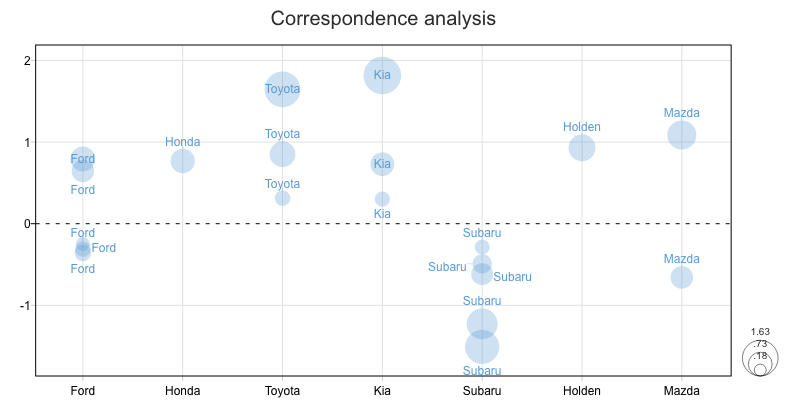 Correspondence analysis
2
Kia
Toyota
Mazda
1
Holden
Toyota
Honda
Ford
Kia
Ford
Toyota
Kia
0
Ford
Subaru
Ford
Mazda
Ford
Subaru
Subaru
Subaru
-1
1.63
.73
.18
Subaru
Ford
Honda
Toyota
Kia
Subaru
Holden
Mazda